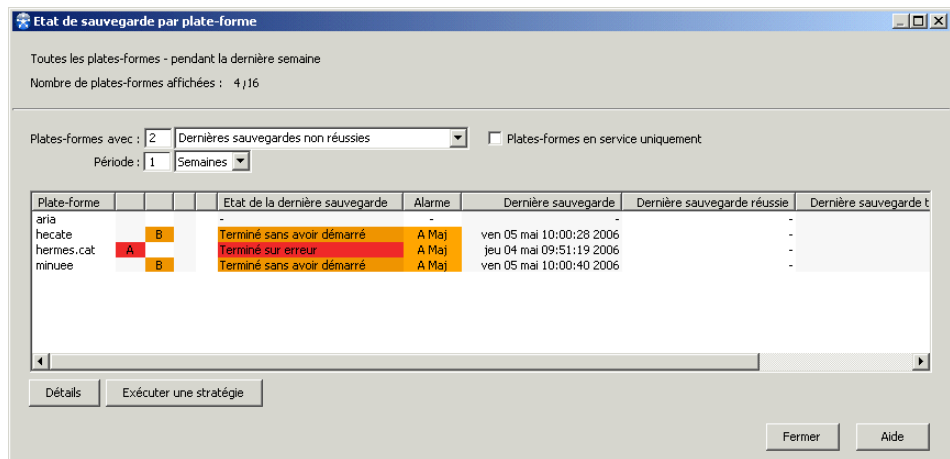 Etat de sauvegarde par plate-forme
Toutes les plates-formes - pendant la dernière semaine
Nombre de plates-formes affichées : 4 / 16
Plates-formes avec : 2 Dernières sauvegardes non réussies Plates-formes en service uniquement
Période : 1 Semaines
Plate-forme Etat de la dernière sauvegarde Alarme Dernière sauvegarde Dernière sauvegarde réussie Dernière sauvegarde t
aria - - - -
hecate B Terminé sans avoir démarré A Maj ven 05 mai 10:00:28 2006 -
hermes.cat A Terminé sur erreur A Maj jeu 04 mai 09:51:19 2006 -
minuee B Terminé sans avoir démarré A Maj ven 05 mai 10:00:40 2006 -
Détails Exécuter une stratégie
Fermer Aide